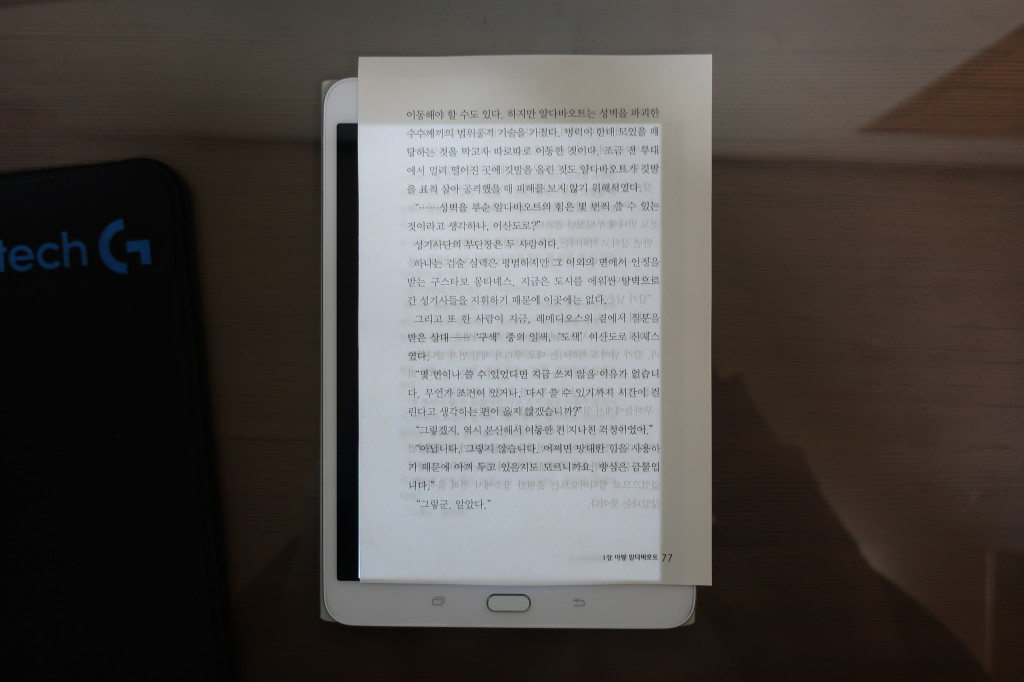 tech G
이동해야 할 수도 있다. 하지만 얄다바오트는 성벽을 파괴한
수수께끼의 범위공격 기술을 가졌다. 병력이 한데 모있을 때
당하는 것을 막고자 따로따로 이동한 것이다. 조금 전 부대
에서 멀리 떨어진 곳에 깃발을 올린 것도 얄다바오트가 깃발
을 표적 삼아 공격했을 때 피해를 보지 않기 위해서였다.
“……성벽을 부순 얄다바오트의 힘은 몇 번씩 쓸 수 있는
것이라고 생각하나, 이산도로?”
성기사단의 부단장은 두 사람이다.
하나는 검술 실력은 평범하지만 그 이외의 면에서 인정을
받는 구스타보 몽타녜스. 지금은 도시를 에워싼 방벽으로
간 성기사들을 지휘하기 때문에 이곳에는 없다.
그리고 또 한 사람이 지금, 레메디오스의 곁에서 질문을
받은 상대── ‘구색’ 중의 일색, ‘도색’ 이산도로 산체스
였다.
“몇 번이나 쓸 수 있었다면 지금 쓰지 않을 이유가 없습니
다. 무언가 조건이 있거나, 다시 쓸 수 있기까지 시간이 걸
린다고 생각하는 편이 옳지 않겠습니까?”
“그렇겠지. 역시 분산해서 이동한 건 지나친 걱정이었어.”
“아닙니다. 그렇지 않습니다. 어쩌면 방대한 힘을 사용하
기 때문에 아껴 두고 있을지도 모르니까요. 방심은 금물입
니다.”
“그렇군. 알았다.”
1장 마황 얄다바오트 77